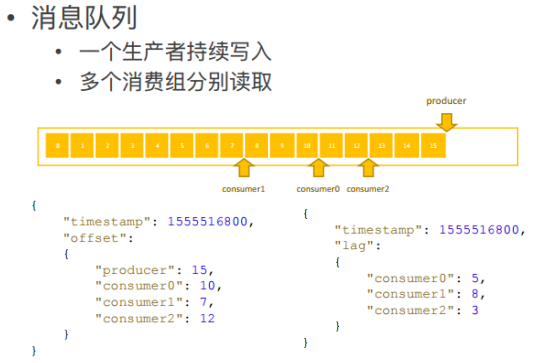 • 消息队列
• 一个生产者持续写入
• 多个消费组分别读取
producer
0 1 2 3 4 5 6 7 8 9 10 11 12 13 14 15
consumer1 consumer0 consumer2
{
"timestamp": 1555516800,
"offset":
{
"producer": 15,
"consumer0": 10,
"consumer1": 7,
"consumer2": 12
}
}
{
"timestamp": 1555516800,
"lag":
{
"consumer0": 5,
"consumer1": 8,
"consumer2": 3
}
}